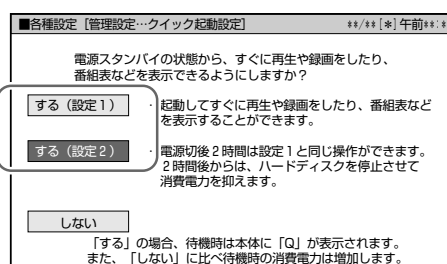 ■各種設定［管理設定…クイック起動設定］ **/**[*]午前**:*
電源スタンバイの状態から、すぐに再生や録画をしたり、
番組表などを表示できるようにしますか？
する（設定１） ・起動してすぐに再生や録画をしたり、番組表など
を表示することができます。
する（設定２） ・電源切後２時間は設定１と同じ操作ができます。
２時間後からは、ハードディスクを停止させて
消費電力を抑えます。
しない
「する」の場合、待機時は本体に「Q」が表示されます。
また、「しない」に比べ待機時の消費電力は増加します。